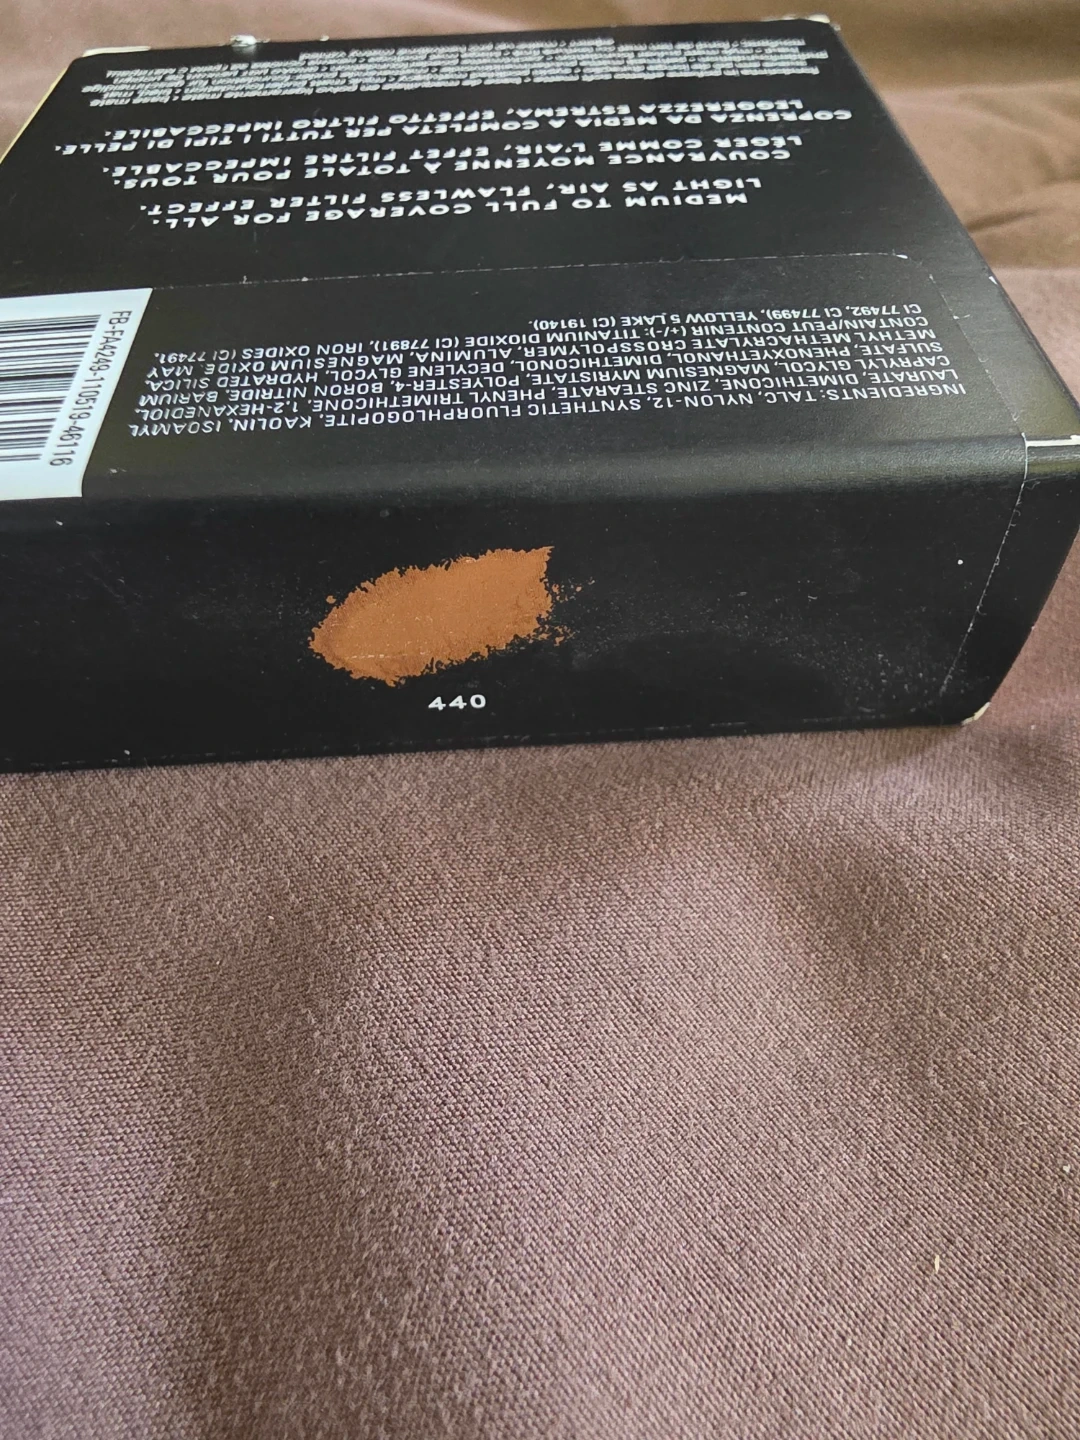 MEDIUM TO FULL COVERAGE FOR ALL.
LIGHT AS AIR, FLAWLESS FILTER EFFECT.
COUVRANCE MOYENNE À TOTALE POUR TOUS.
LÉGER COMME L'AIR, EFFET FILTRE IMPECCABLE.
COPRENZA DA MEDIA A COMPLETA PER TUTTI I TIPI DI PELLE.
LEGGEREZZA ESTREMA, EFFETTO FILTRO IMPECCABILE.
INGREDIENTS: TALC, NYLON-12, SYNTHETIC FLUORPHLOGOPITE, KAOLIN, ISOAMYL
LAURATE, DIMETHICONE, ZINC STEARATE, PHENYL TRIMETHICONE, 1,2-HEXANEDIOL,
CAPRYLYL GLYCOL, MAGNESIUM MYRISTATE, POLYESTER-4, BORON NITRIDE, BARIUM
SULFATE, PHENOXYETHANOL, DIMETHICONOL, DECYLENE GLYCOL, HYDRATED SILICA,
METHYL METHACRYLATE CROSSPOLYMER, ALUMINA, MAGNESIUM OXIDE, MAY
CONTAIN/PEUT CONTENIR (+/-): TITANIUM DIOXIDE (CI 77891), IRON OXIDES (CI 77491,
CI 77492, CI 77499), YELLOW 5 LAKE (CI 19140).
FB-FA4269-110519-46116
440